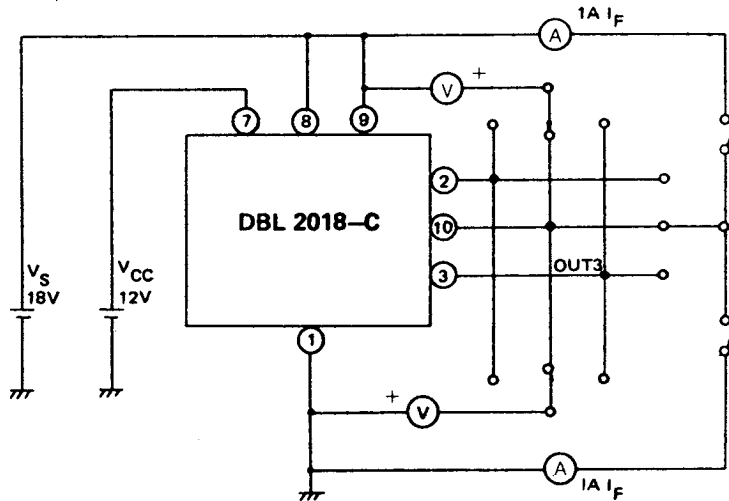 1A I_F
A
V +
7 8 9
2
DBL 2018-C
10
3 OUT3
V_S
18V
V_CC
12V
1
+ V
A
1A I_F